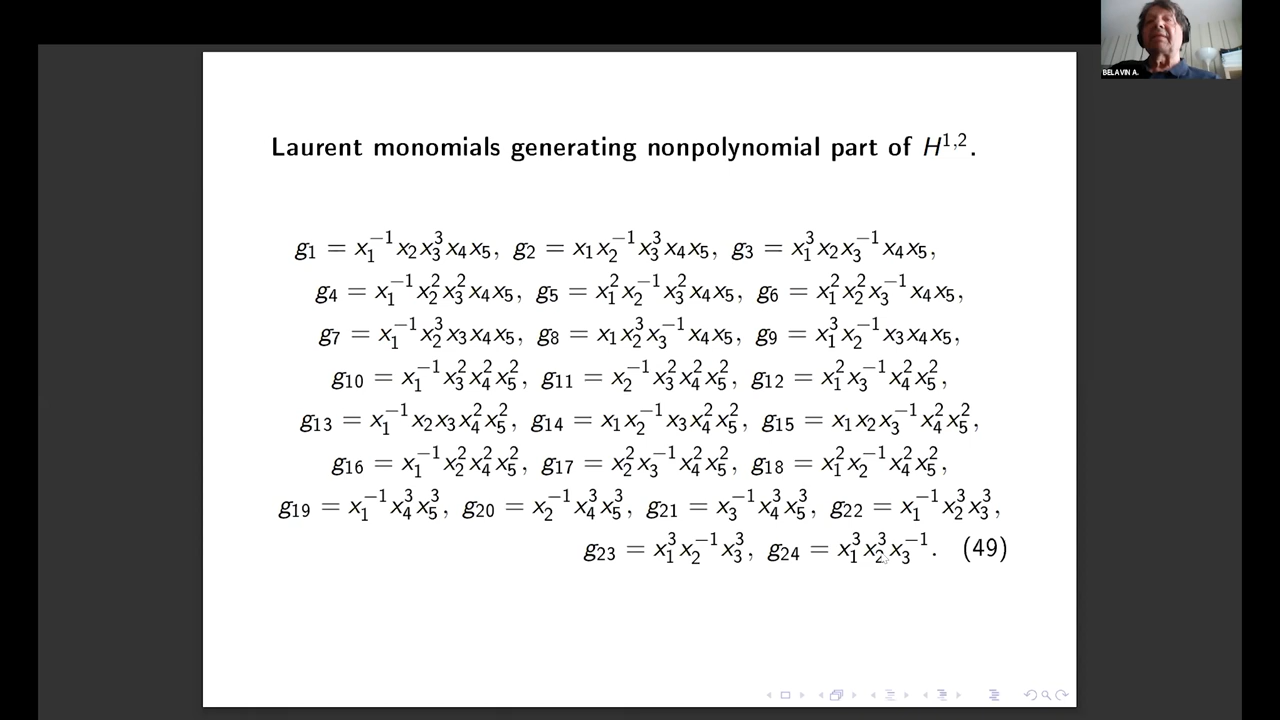 BELAVIN A.
Laurent monomials generating nonpolynomial part of $H^{1,2}$.
$g_1 = x_1^{-1}x_2x_3^3x_4x_5,\ g_2 = x_1x_2^{-1}x_3^3x_4x_5,\ g_3 = x_1^3x_2x_3^{-1}x_4x_5,$
$g_4 = x_1^{-1}x_2^2x_3^2x_4x_5,\ g_5 = x_1^2x_2^{-1}x_3^2x_4x_5,\ g_6 = x_1^2x_2^2x_3^{-1}x_4x_5,$
$g_7 = x_1^{-1}x_2^3x_3x_4x_5,\ g_8 = x_1x_2^3x_3^{-1}x_4x_5,\ g_9 = x_1^3x_2^{-1}x_3x_4x_5,$
$g_{10} = x_1^{-1}x_3^2x_4^2x_5^2,\ g_{11} = x_2^{-1}x_3^2x_4^2x_5^2,\ g_{12} = x_1^2x_3^{-1}x_4^2x_5^2,$
$g_{13} = x_1^{-1}x_2x_3x_4^2x_5^2,\ g_{14} = x_1x_2^{-1}x_3x_4^2x_5^2,\ g_{15} = x_1x_2x_3^{-1}x_4^2x_5^2,$
$g_{16} = x_1^{-1}x_2^2x_4^2x_5^2,\ g_{17} = x_2^2x_3^{-1}x_4^2x_5^2,\ g_{18} = x_1^2x_2^{-1}x_4^2x_5^2,$
$g_{19} = x_1^{-1}x_4^3x_5^3,\ g_{20} = x_2^{-1}x_4^3x_5^3,\ g_{21} = x_3^{-1}x_4^3x_5^3,\ g_{22} = x_1^{-1}x_2^3x_3^3,$
$g_{23} = x_1^3x_2^{-1}x_3^3,\ g_{24} = x_1^3x_2^3x_3^{-1}.$ (49)